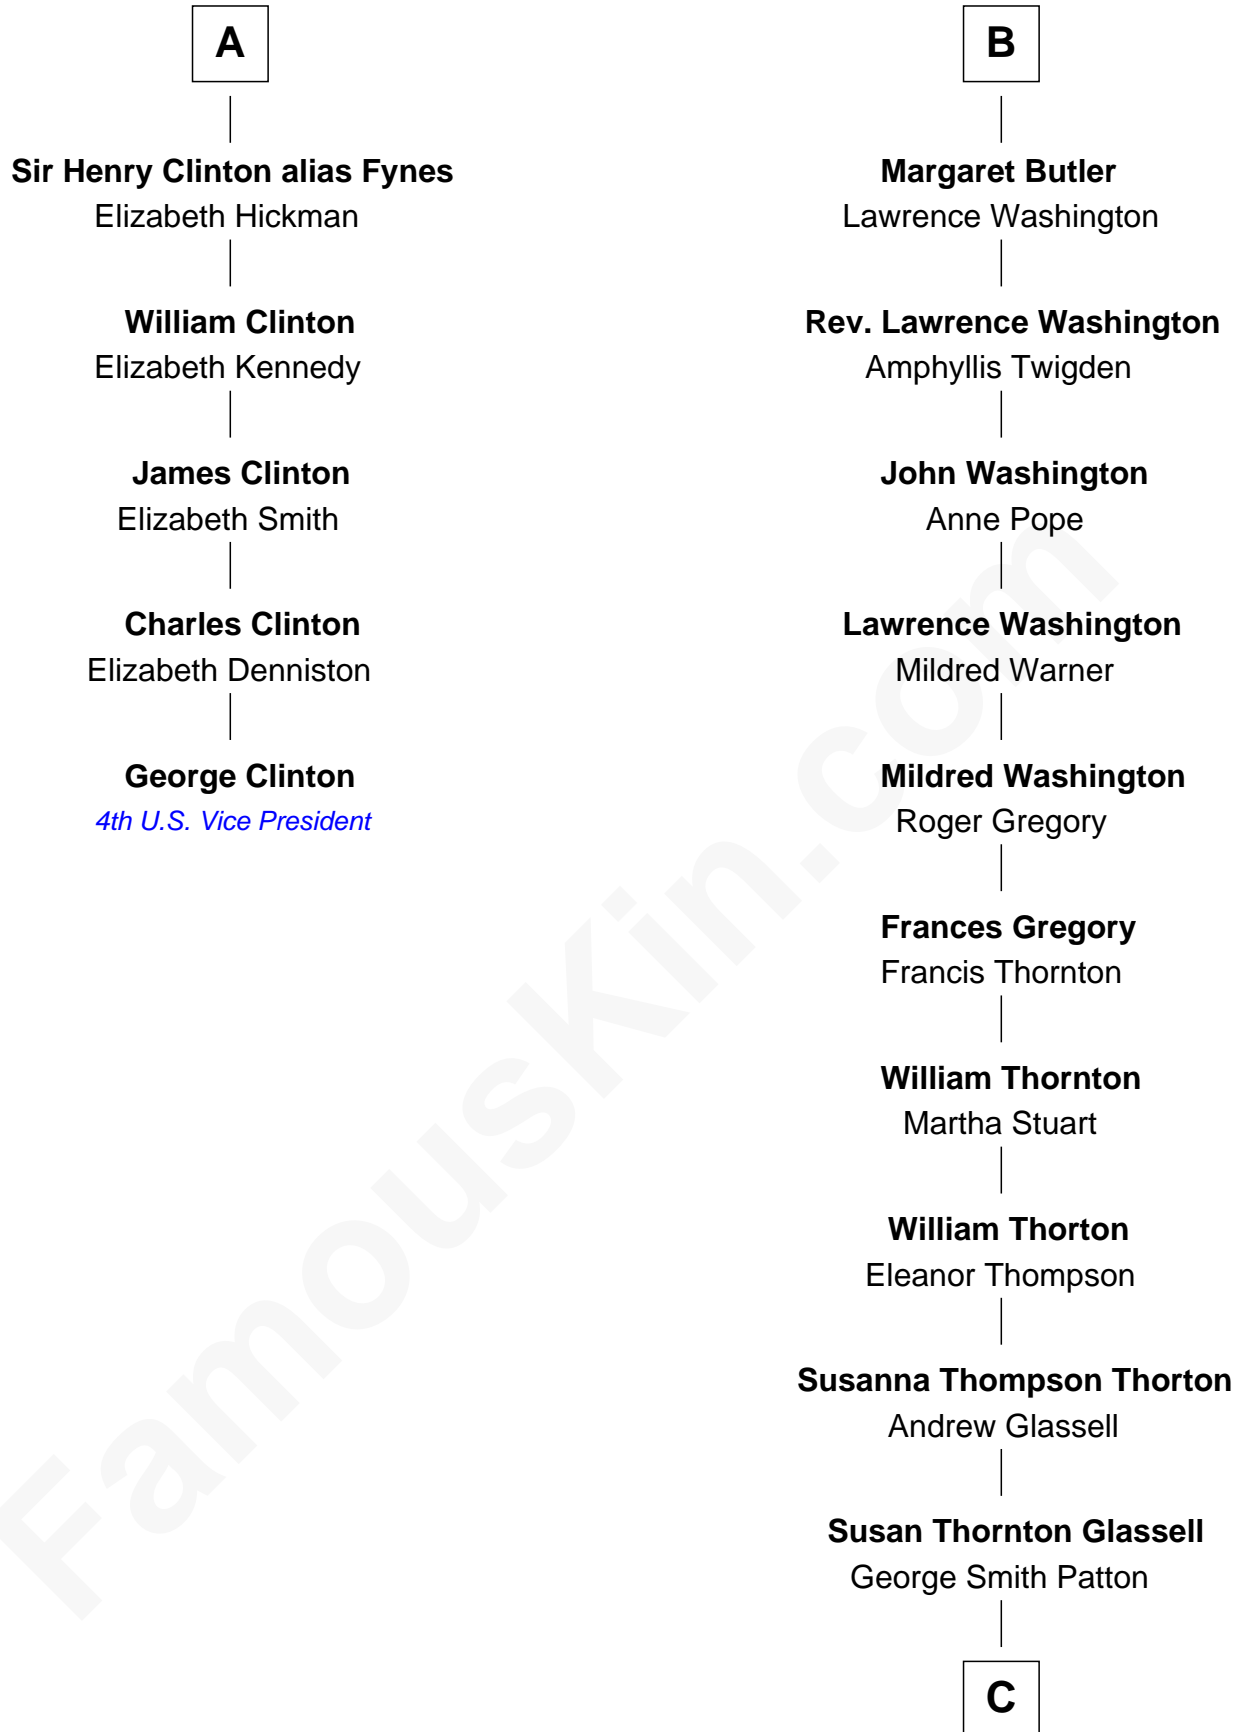 A
Sir Henry Clinton alias Fynes
Elizabeth Hickman
William Clinton
Elizabeth Kennedy
James Clinton
Elizabeth Smith
Charles Clinton
Elizabeth Denniston
George Clinton
4th U.S. Vice President
B
Margaret Butler
Lawrence Washington
Rev. Lawrence Washington
Amphyllis Twigden
John Washington
Anne Pope
Lawrence Washington
Mildred Warner
Mildred Washington
Roger Gregory
Frances Gregory
Francis Thornton
William Thornton
Martha Stuart
William Thorton
Eleanor Thompson
Susanna Thompson Thorton
Andrew Glassell
Susan Thornton Glassell
George Smith Patton
C
FamousKin.com